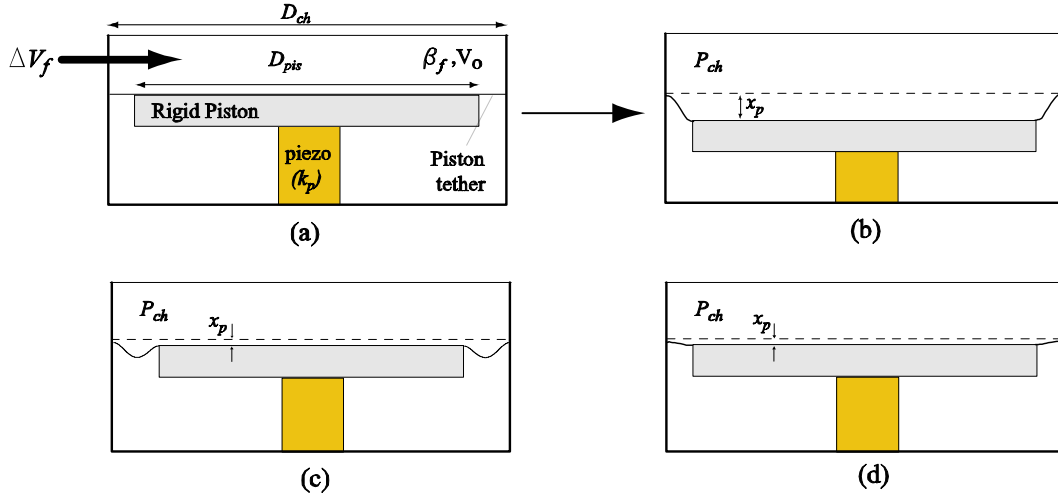 D_ch
ΔV_f
D_pis
β_f, V_o
Rigid Piston
piezo
(k_p)
Piston
tether
(a)
P_ch
x_p
(b)
P_ch
x_p
(c)
P_ch
x_p
(d)